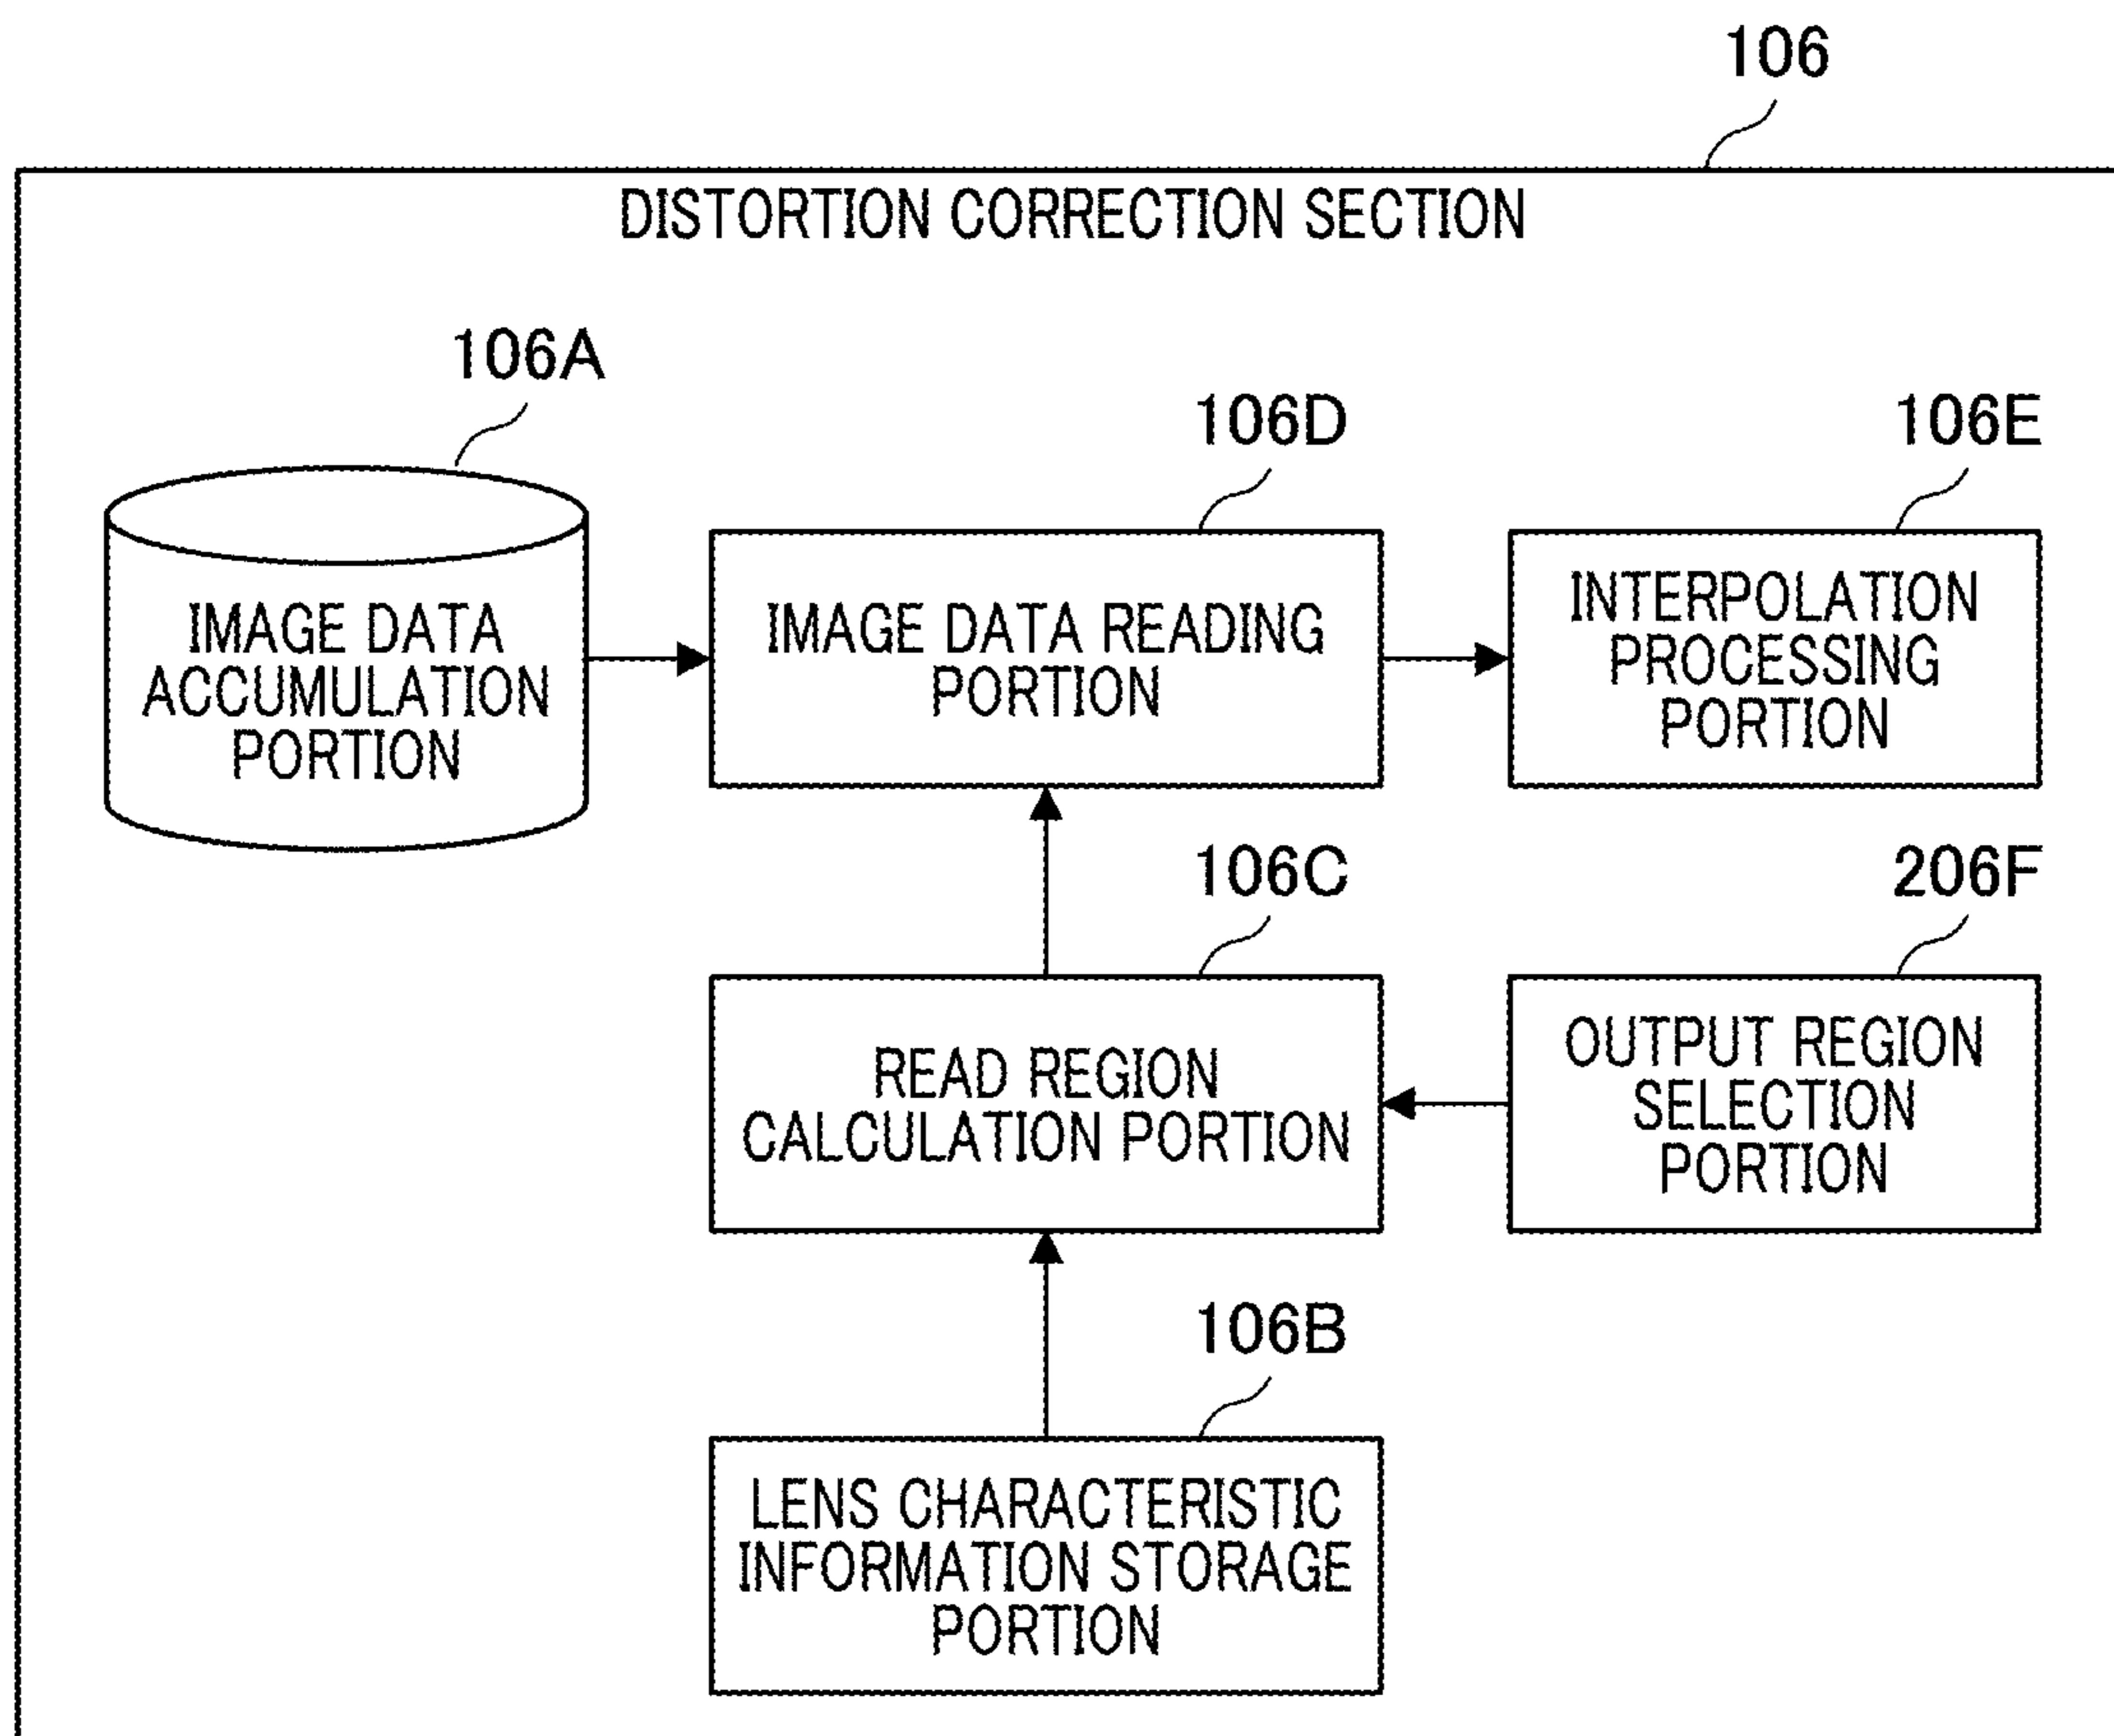 106
DISTORTION CORRECTION SECTION
106A
106D
106E
IMAGE DATA
ACCUMULATION
PORTION
IMAGE DATA READING
PORTION
INTERPOLATION
PROCESSING
PORTION
106C
206F
READ REGION
CALCULATION PORTION
OUTPUT REGION
SELECTION
PORTION
106B
LENS CHARACTERISTIC
INFORMATION STORAGE
PORTION